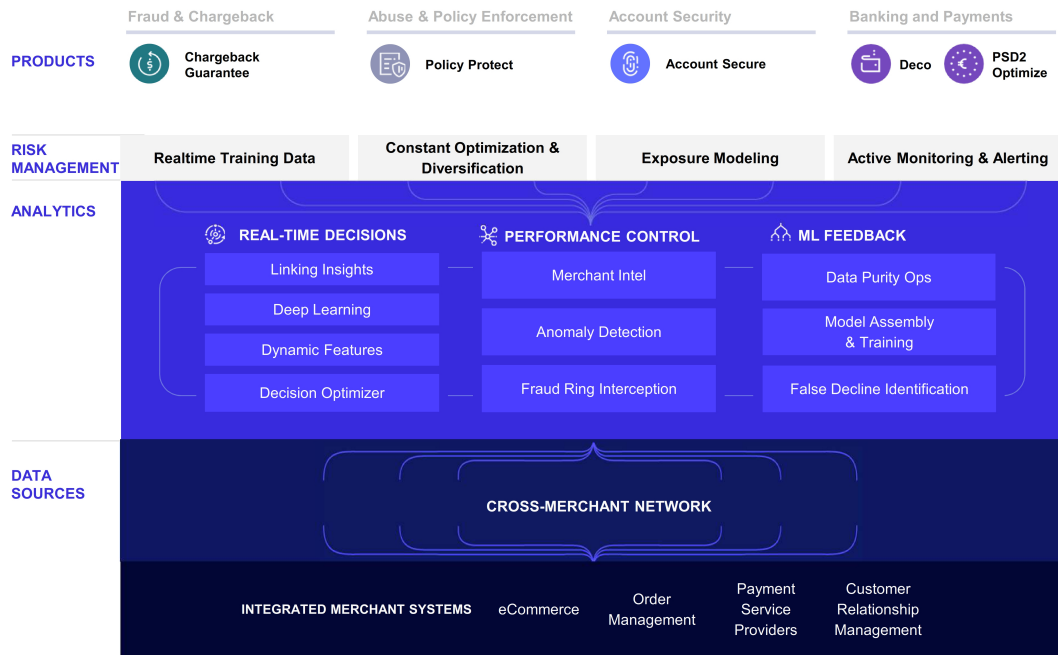 Fraud & Chargeback
Abuse & Policy Enforcement
Account Security
Banking and Payments
PRODUCTS
$
Chargeback
Guarantee
Policy Protect
Account Secure
Deco
€
PSD2
Optimize
RISK
MANAGEMENT
Realtime Training Data
Constant Optimization &
Diversification
Exposure Modeling
Active Monitoring & Alerting
ANALYTICS
REAL-TIME DECISIONS
Linking Insights
Deep Learning
Dynamic Features
Decision Optimizer
PERFORMANCE CONTROL
Merchant Intel
Anomaly Detection
Fraud Ring Interception
ML FEEDBACK
Data Purity Ops
Model Assembly
& Training
False Decline Identification
DATA
SOURCES
CROSS-MERCHANT NETWORK
INTEGRATED MERCHANT SYSTEMS
eCommerce
Order
Management
Payment
Service
Providers
Customer
Relationship
Management